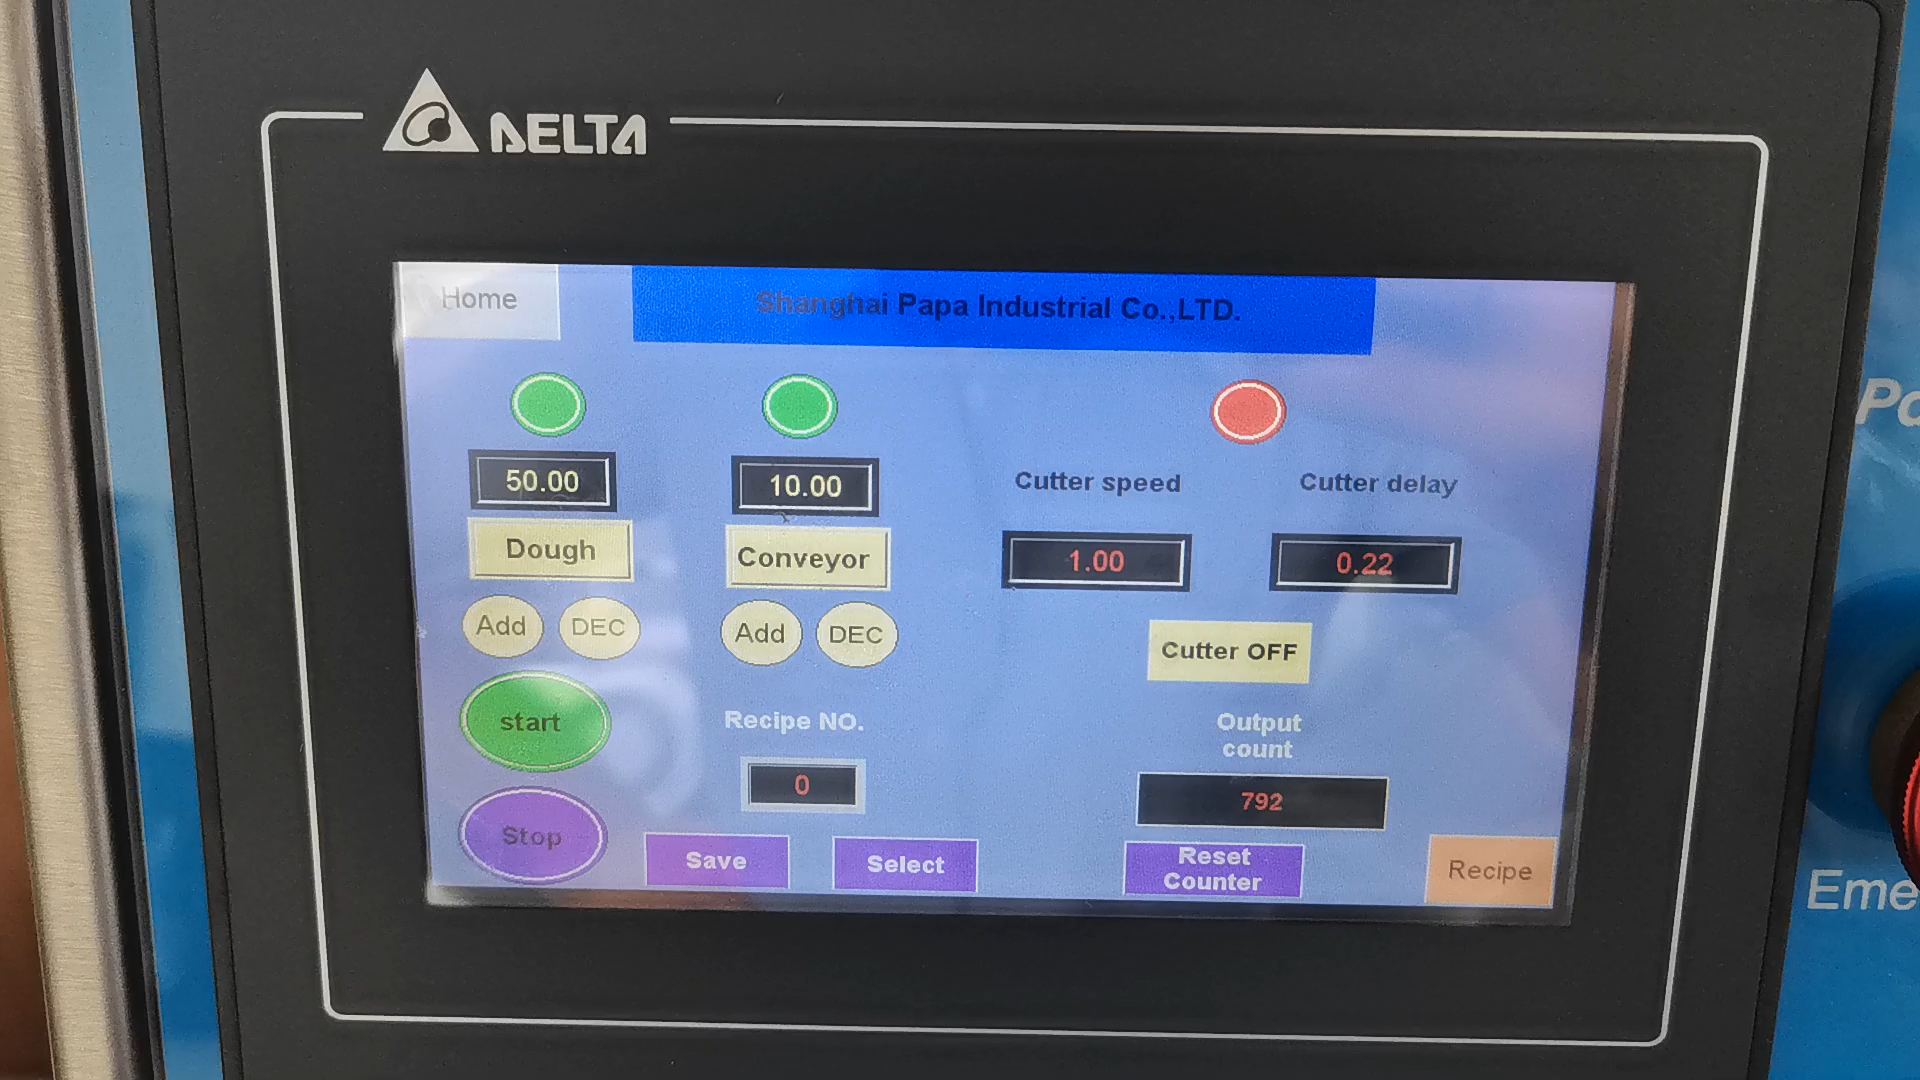 DELTA
Home
Shanghai Papa Industrial Co.,LTD.
50.00
10.00
Cutter speed
Cutter delay
Dough
Conveyor
1.00
0.22
Add
DEC
Add
DEC
Cutter OFF
start
Recipe NO.
Output
count
0
792
Stop
Save
Select
Reset
Counter
Recipe
Po
Eme